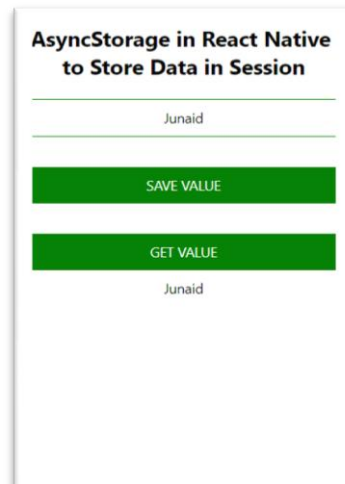 AsyncStorage in React Native
to Store Data in Session
Junaid
SAVE VALUE
GET VALUE
Junaid